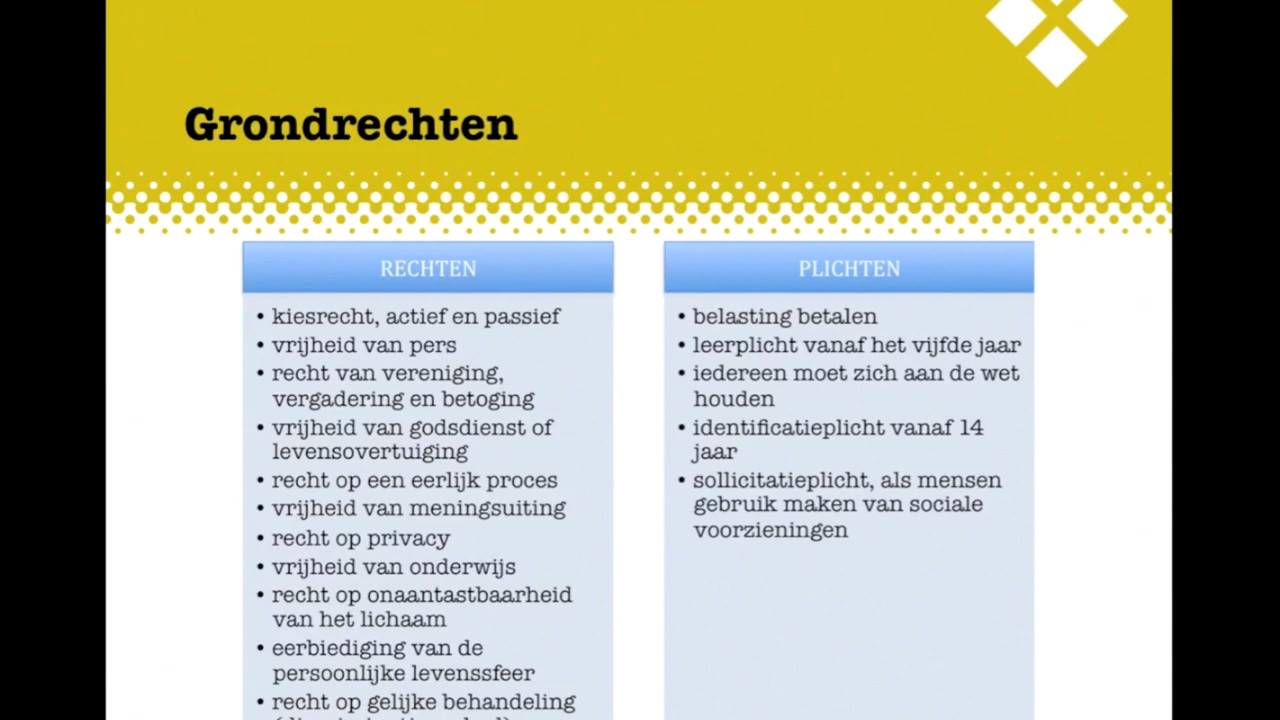 Grondrechten
RECHTEN
• kiesrecht, actief en passief
• vrijheid van pers
• recht van vereniging,
vergadering en betoging
• vrijheid van godsdienst of
levensovertuiging
• recht op een eerlijk proces
• vrijheid van meningsuiting
• recht op privacy
• vrijheid van onderwijs
• recht op onaantastbaarheid
van het lichaam
• eerbiediging van de
persoonlijke levenssfeer
• recht op gelijke behandeling
PLICHTEN
• belasting betalen
• leerplicht vanaf het vijfde jaar
• iedereen moet zich aan de wet
houden
• identificatieplicht vanaf 14
jaar
• sollicitatieplicht, als mensen
gebruik maken van sociale
voorzieningen